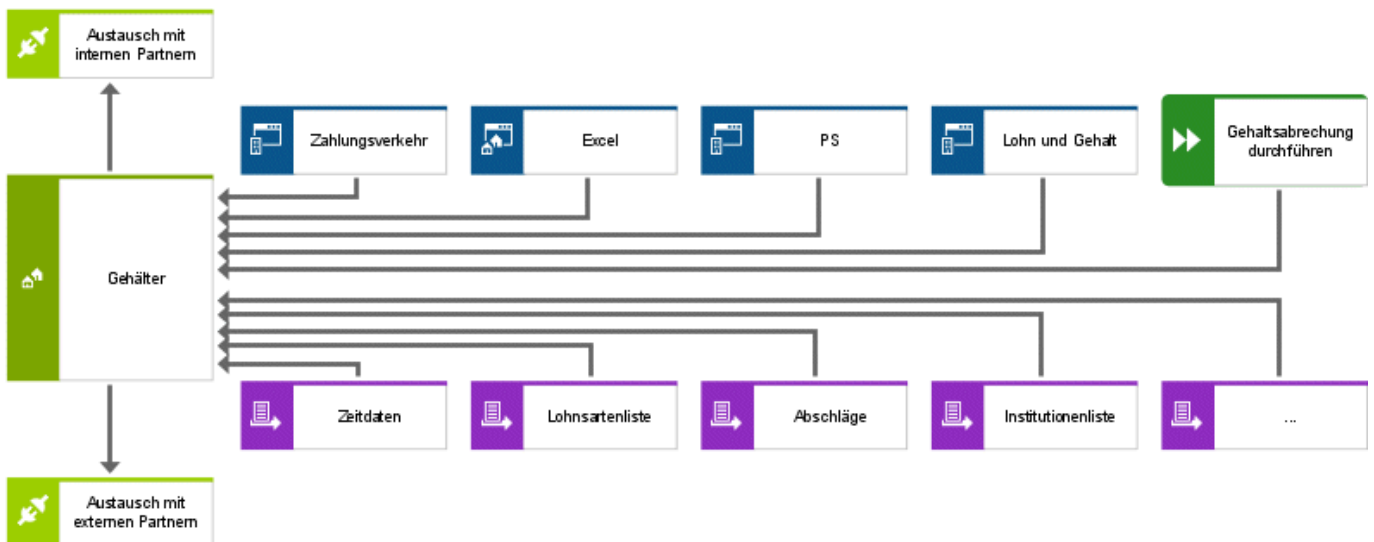 Austausch mit
internen Partnern
Zahlungsverkehr
Excel
PS
Lohn und Gehalt
Gehaltsabrechung
durchführen
Gehälter
Zeitdaten
Lohnsartenliste
Abschläge
Institutionenliste
...
Austausch mit
externen Partnern